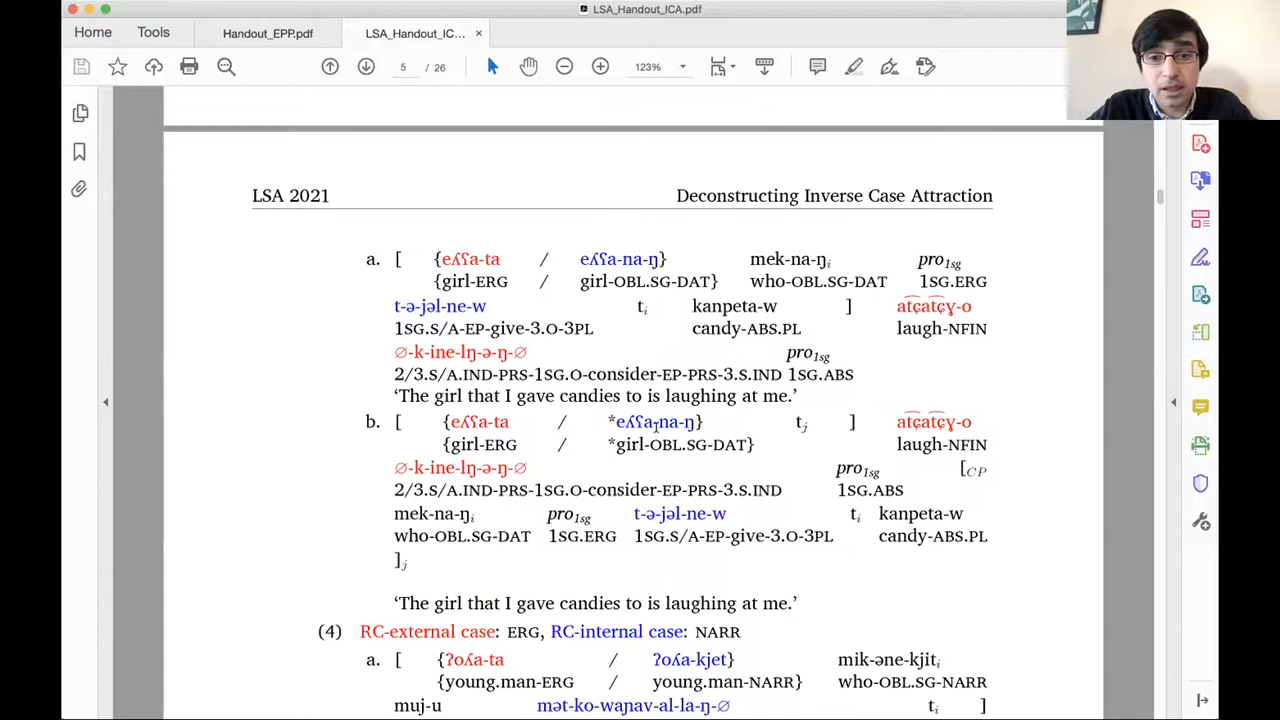 LSA_Handout_ICA.pdf
Home Tools Handout_EPP.pdf LSA_Handout_IC... ×
5 / 26 123%
LSA 2021 Deconstructing Inverse Case Attraction
a. [ {eʎʕa-ta / eʎʕa-na-ŋ} mek-na-ŋi pro1sg
{girl-ERG / girl-OBL.SG-DAT} who-OBL.SG-DAT 1SG.ERG
t-ə-jəl-ne-w ti kanpeta-w ] at͡ɕat͡ɕɣ-o
1SG.S/A-EP-give-3.O-3PL candy-ABS.PL laugh-NFIN
∅-k-ine-lŋ-ə-ŋ-∅ pro1sg
2/3.S/A.IND-PRS-1SG.O-consider-EP-PRS-3.S.IND 1SG.ABS
‘The girl that I gave candies to is laughing at me.’
b. [ {eʎʕa-ta / *eʎʕa-na-ŋ} tj ] at͡ɕat͡ɕɣ-o
{girl-ERG / *girl-OBL.SG-DAT} laugh-NFIN
∅-k-ine-lŋ-ə-ŋ-∅ pro1sg [CP
2/3.S/A.IND-PRS-1SG.O-consider-EP-PRS-3.S.IND 1SG.ABS
mek-na-ŋi pro1sg t-ə-jəl-ne-w ti kanpeta-w
who-OBL.SG-DAT 1SG.ERG 1SG.S/A-EP-give-3.O-3PL candy-ABS.PL
]j
‘The girl that I gave candies to is laughing at me.’
(4) RC-external case: ERG, RC-internal case: NARR
a. [ {ʔoʎa-ta / ʔoʎa-kjet} mik-əne-kjiti
{young.man-ERG / young.man-NARR} who-OBL.SG-NARR
muj-u mət-ko-waɲav-al-la-ŋ-∅ ti ]